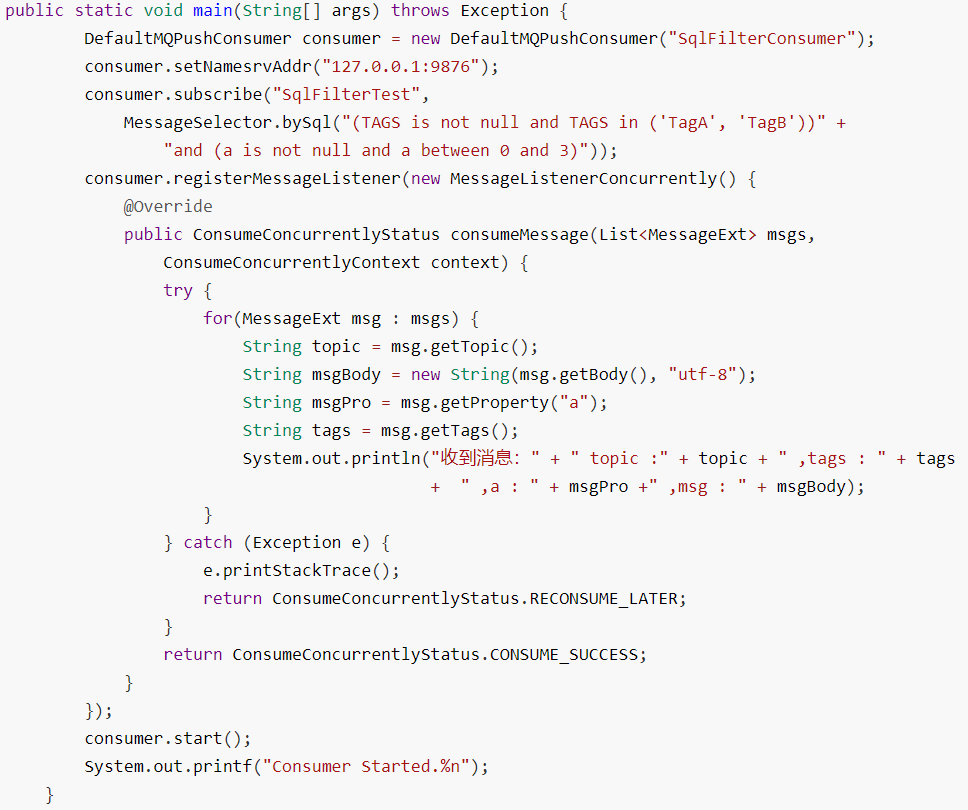 public static void main(String[] args) throws Exception {
        DefaultMQPushConsumer consumer = new DefaultMQPushConsumer("SqlFilterConsumer");
        consumer.setNamesrvAddr("127.0.0.1:9876");
        consumer.subscribe("SqlFilterTest",
            MessageSelector.bySql("(TAGS is not null and TAGS in ('TagA', 'TagB'))" +
                "and (a is not null and a between 0 and 3)"));
        consumer.registerMessageListener(new MessageListenerConcurrently() {
            @Override
            public ConsumeConcurrentlyStatus consumeMessage(List<MessageExt> msgs,
                ConsumeConcurrentlyContext context) {
                try {
                    for(MessageExt msg : msgs) {
                        String topic = msg.getTopic();
                        String msgBody = new String(msg.getBody(), "utf-8");
                        String msgPro = msg.getProperty("a");
                        String tags = msg.getTags();
                        System.out.println("收到消息：" + " topic :" + topic + " ,tags : " + tags
                                           +  " ,a : " + msgPro +" ,msg : " + msgBody);
                    }
                } catch (Exception e) {
                    e.printStackTrace();
                    return ConsumeConcurrentlyStatus.RECONSUME_LATER;
                }
                return ConsumeConcurrentlyStatus.CONSUME_SUCCESS;
            }
        });
        consumer.start();
        System.out.printf("Consumer Started.%n");
    }